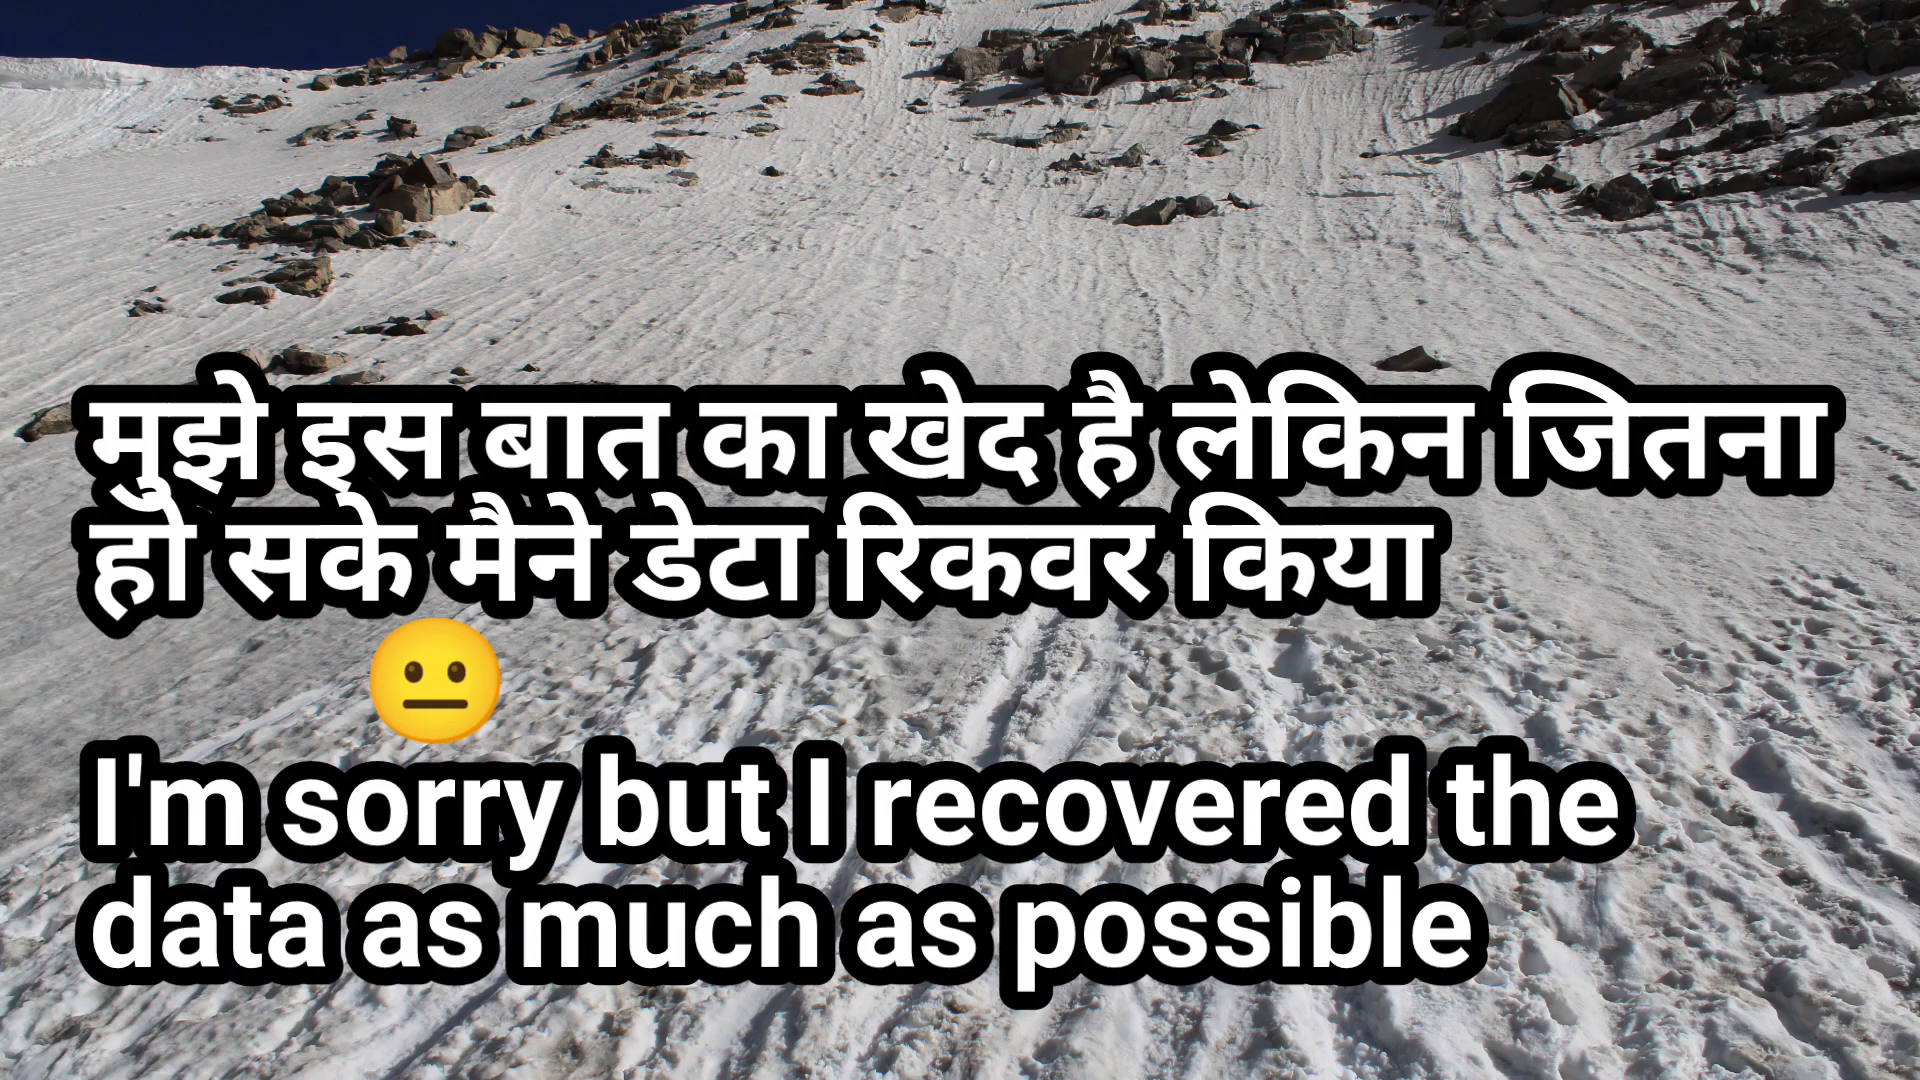 मुझे इस बात का खेद है लेकिन जितना
हो सके मैने डेटा रिकवर किया
😐
I'm sorry but I recovered the
data as much as possible